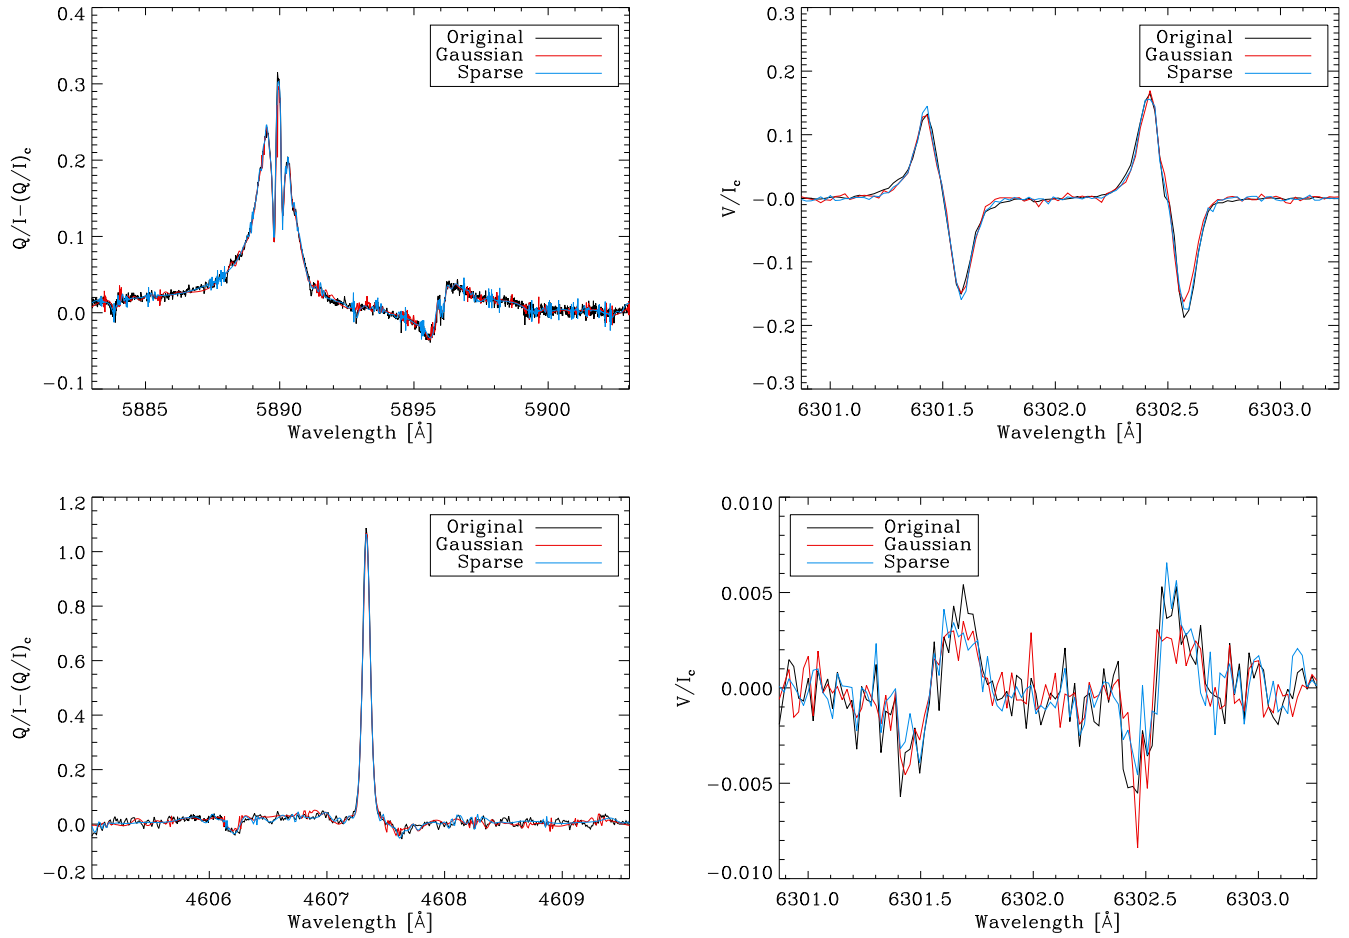 0.4
0.3
0.2
0.1
0.0
−0.1
Q/I−(Q/I)c
Original
Gaussian
Sparse
5885 5890 5895 5900
Wavelength [Å]
0.3
0.2
0.1
−0.0
−0.1
−0.2
−0.3
V/Ic
Original
Gaussian
Sparse
6301.0 6301.5 6302.0 6302.5 6303.0
Wavelength [Å]
1.2
1.0
0.8
0.6
0.4
0.2
0.0
−0.2
Q/I−(Q/I)c
Original
Gaussian
Sparse
4606 4607 4608 4609
Wavelength [Å]
0.010
0.005
0.000
−0.005
−0.010
V/Ic
Original
Gaussian
Sparse
6301.0 6301.5 6302.0 6302.5 6303.0
Wavelength [Å]